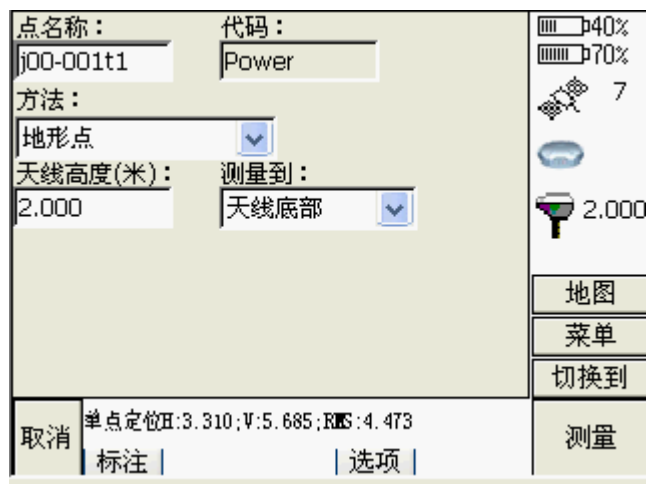 点名称： 代码：
j00-001t1 Power
方法：
地形点
天线高度(米)： 测量到：
2.000 天线底部
40%
70%
7
2.000
地图
菜单
切换到
测量
取消
单点定位H:3.310;V:5.685;RMS:4.473
标注 选项